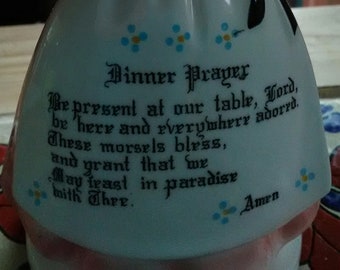 Dinner Prayer
Be present at our table, Lord,
be here and everywhere adored.
These morsels bless,
and grant that we
May feast in paradise
with Thee.
Amen